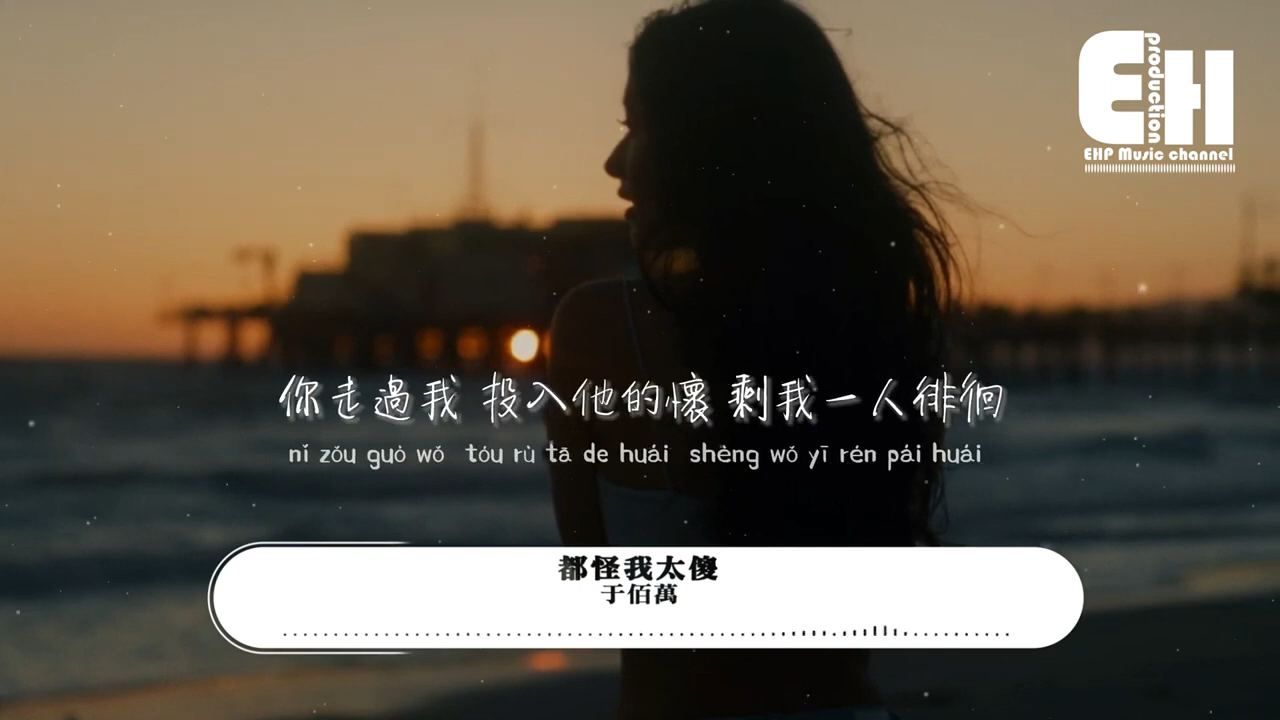 EH
production
EHP Music channel
你走過我 投入他的懷 剩我一人徘徊
nǐ zǒu guò wǒ tóu rù tā de huái shèng wǒ yī rén pái huái
都怪我太傻
于佰萬